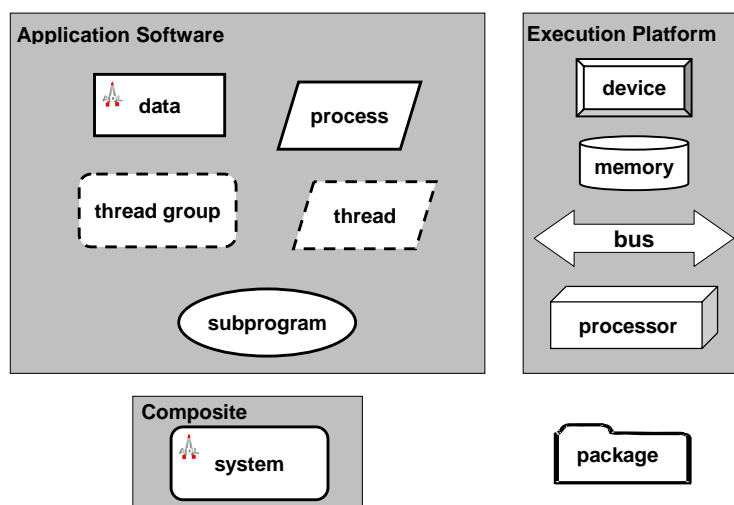 Application Software
data
process
thread group
thread
subprogram
Execution Platform
device
memory
bus
processor
Composite
system
package